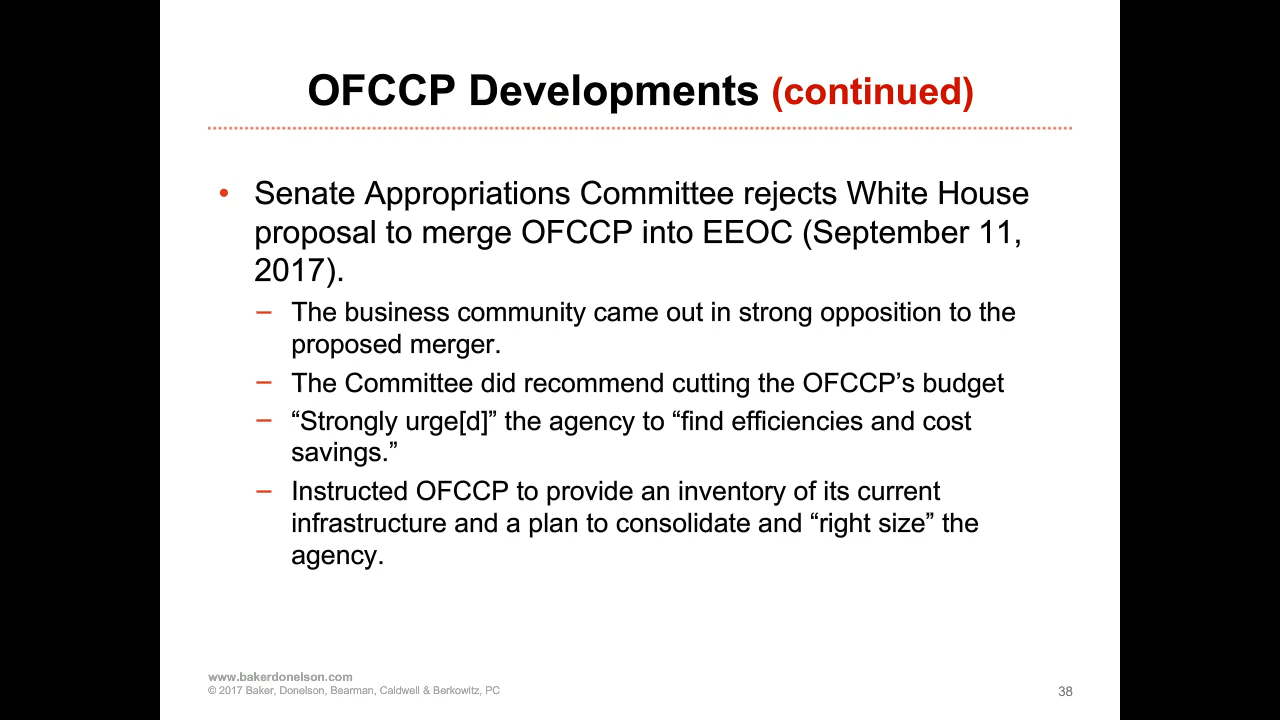 OFCCP Developments (continued)
• Senate Appropriations Committee rejects White House
proposal to merge OFCCP into EEOC (September 11,
2017).
– The business community came out in strong opposition to the
proposed merger.
– The Committee did recommend cutting the OFCCP’s budget
– “Strongly urge[d]” the agency to “find efficiencies and cost
savings.”
– Instructed OFCCP to provide an inventory of its current
infrastructure and a plan to consolidate and “right size” the
agency.
www.bakerdonelson.com
© 2017 Baker, Donelson, Bearman, Caldwell & Berkowitz, PC
38